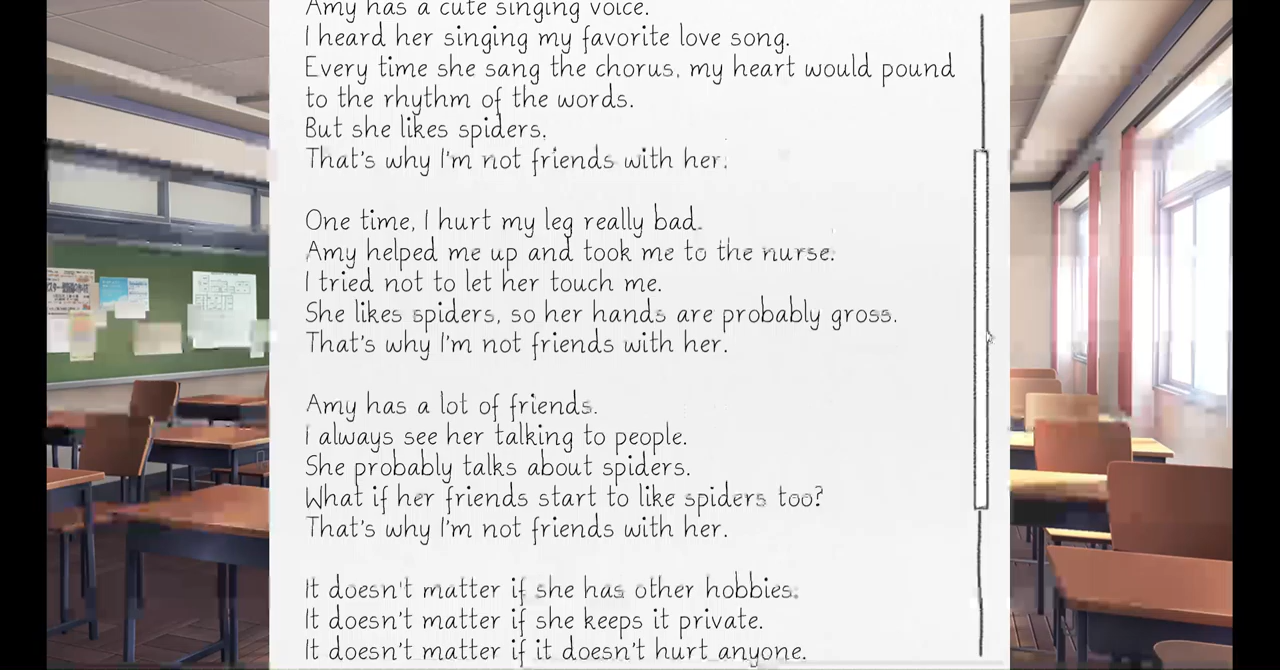 Amy has a cute singing voice.
I heard her singing my favorite love song.
Every time she sang the chorus, my heart would pound
to the rhythm of the words.
But she likes spiders.
That's why I'm not friends with her.
One time, I hurt my leg really bad.
Amy helped me up and took me to the nurse.
I tried not to let her touch me.
She likes spiders, so her hands are probably gross.
That's why I'm not friends with her.
Amy has a lot of friends.
I always see her talking to people.
She probably talks about spiders.
What if her friends start to like spiders too?
That's why I'm not friends with her.
It doesn't matter if she has other hobbies.
It doesn't matter if she keeps it private.
It doesn't matter if it doesn't hurt anyone.